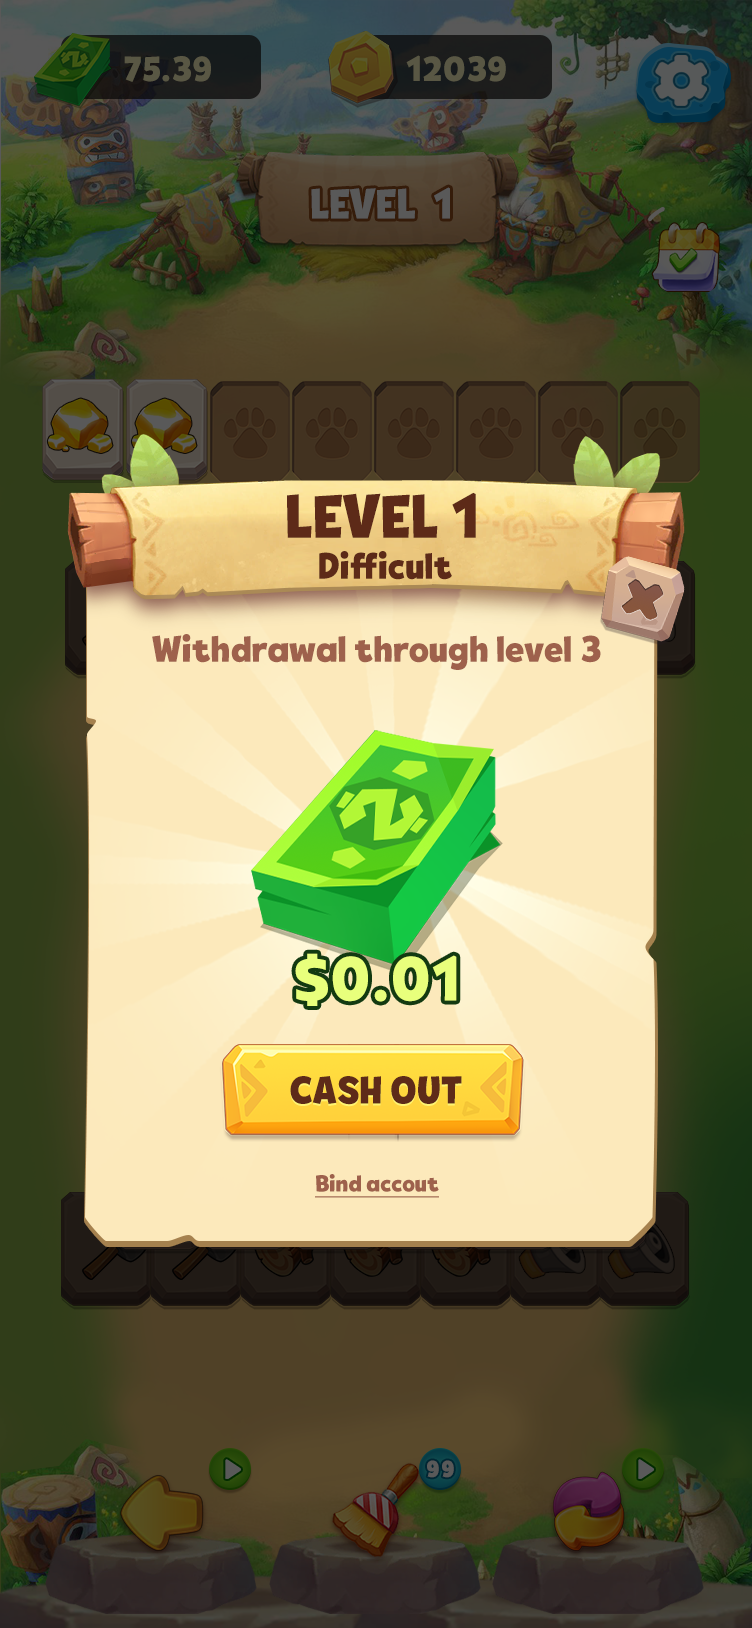 75.39
12039
LEVEL 1
LEVEL 1
Difficult
Withdrawal through level 3
$0.01
CASH OUT
Bind accout
99